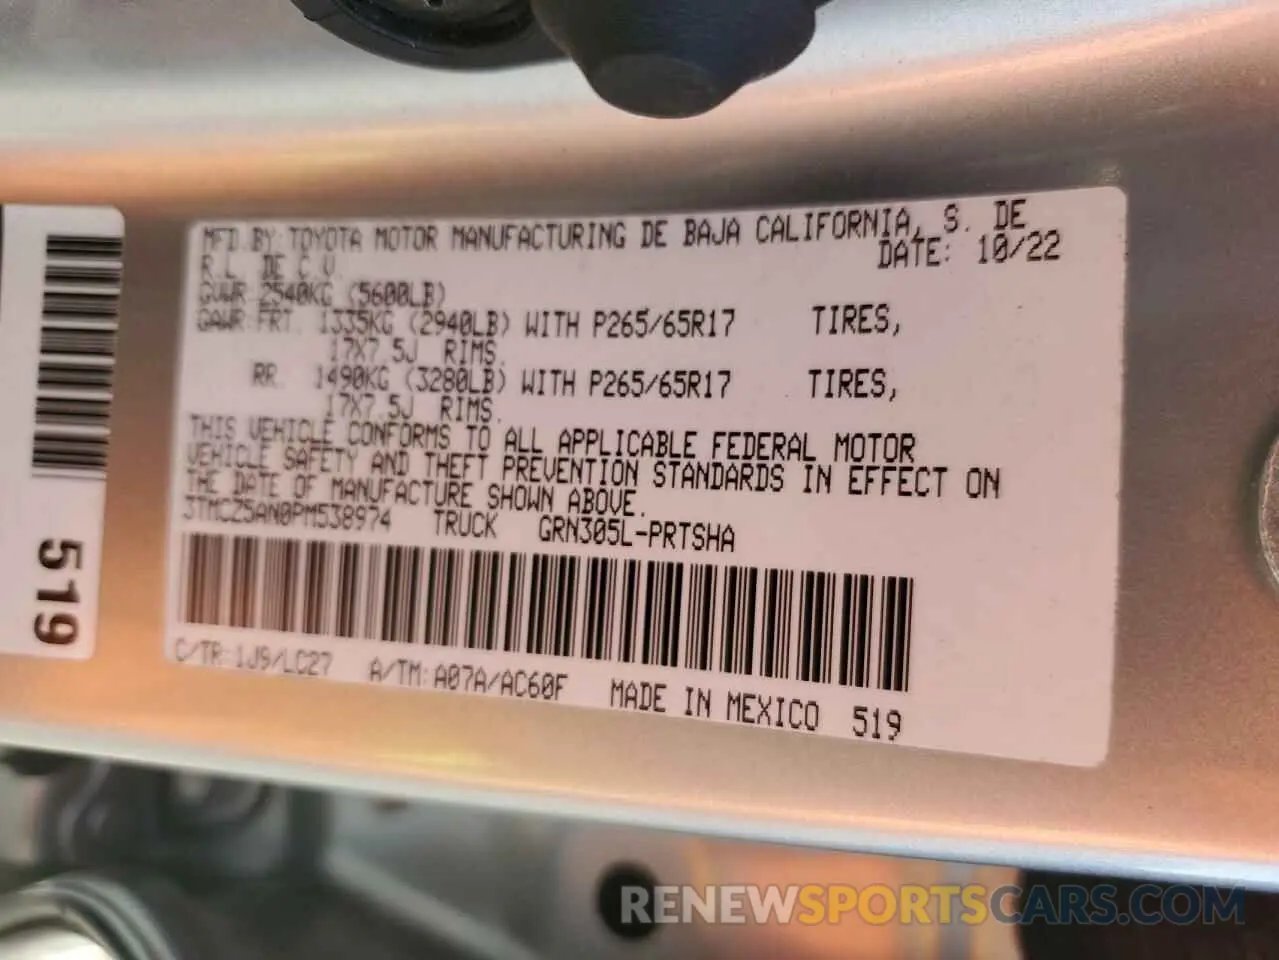 MFD.BY: TOYOTA MOTOR MANUFACTURING DE BAJA CALIFORNIA, S. DE
R.L. DE C.V. DATE: 10/22
GVWR:2540KG (5600LB)
GAWR:FRT. 1335KG (2940LB) WITH P265/65R17 TIRES,
17X7.5J RIMS.
RR. 1490KG (3280LB) WITH P265/65R17 TIRES,
17X7.5J RIMS.
THIS VEHICLE CONFORMS TO ALL APPLICABLE FEDERAL MOTOR
VEHICLE SAFETY AND THEFT PREVENTION STANDARDS IN EFFECT ON
THE DATE OF MANUFACTURE SHOWN ABOVE.
3TMCZ5AN0PM538974 TRUCK GRN305L-PRTSHA
C/TR:1J9/LC27 A/TM:A07A/AC60F MADE IN MEXICO 519
519
RENEWSPORTSCARS.COM